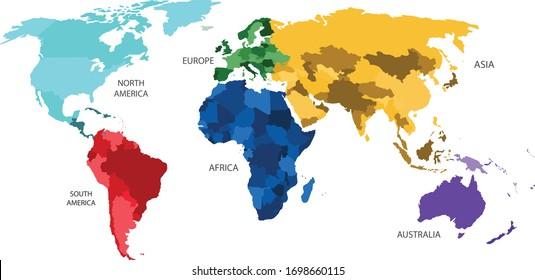 EUROPE
ASIA
NORTH
AMERICA
AFRICA
SOUTH
AMERICA
AUSTRALIA
shutterstock.com · 1698660115